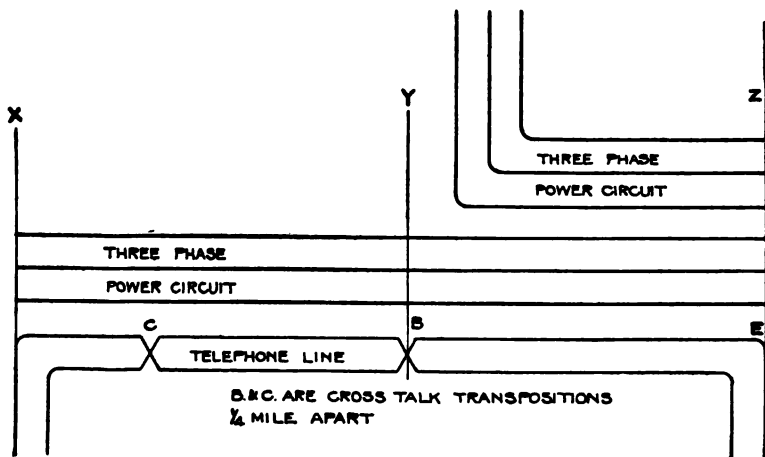 X
Y
Z
THREE PHASE
POWER CIRCUIT
THREE PHASE
POWER CIRCUIT
C
B
E
TELEPHONE LINE
B.&C. ARE CROSS TALK TRANSPOSITIONS
¼ MILE APART